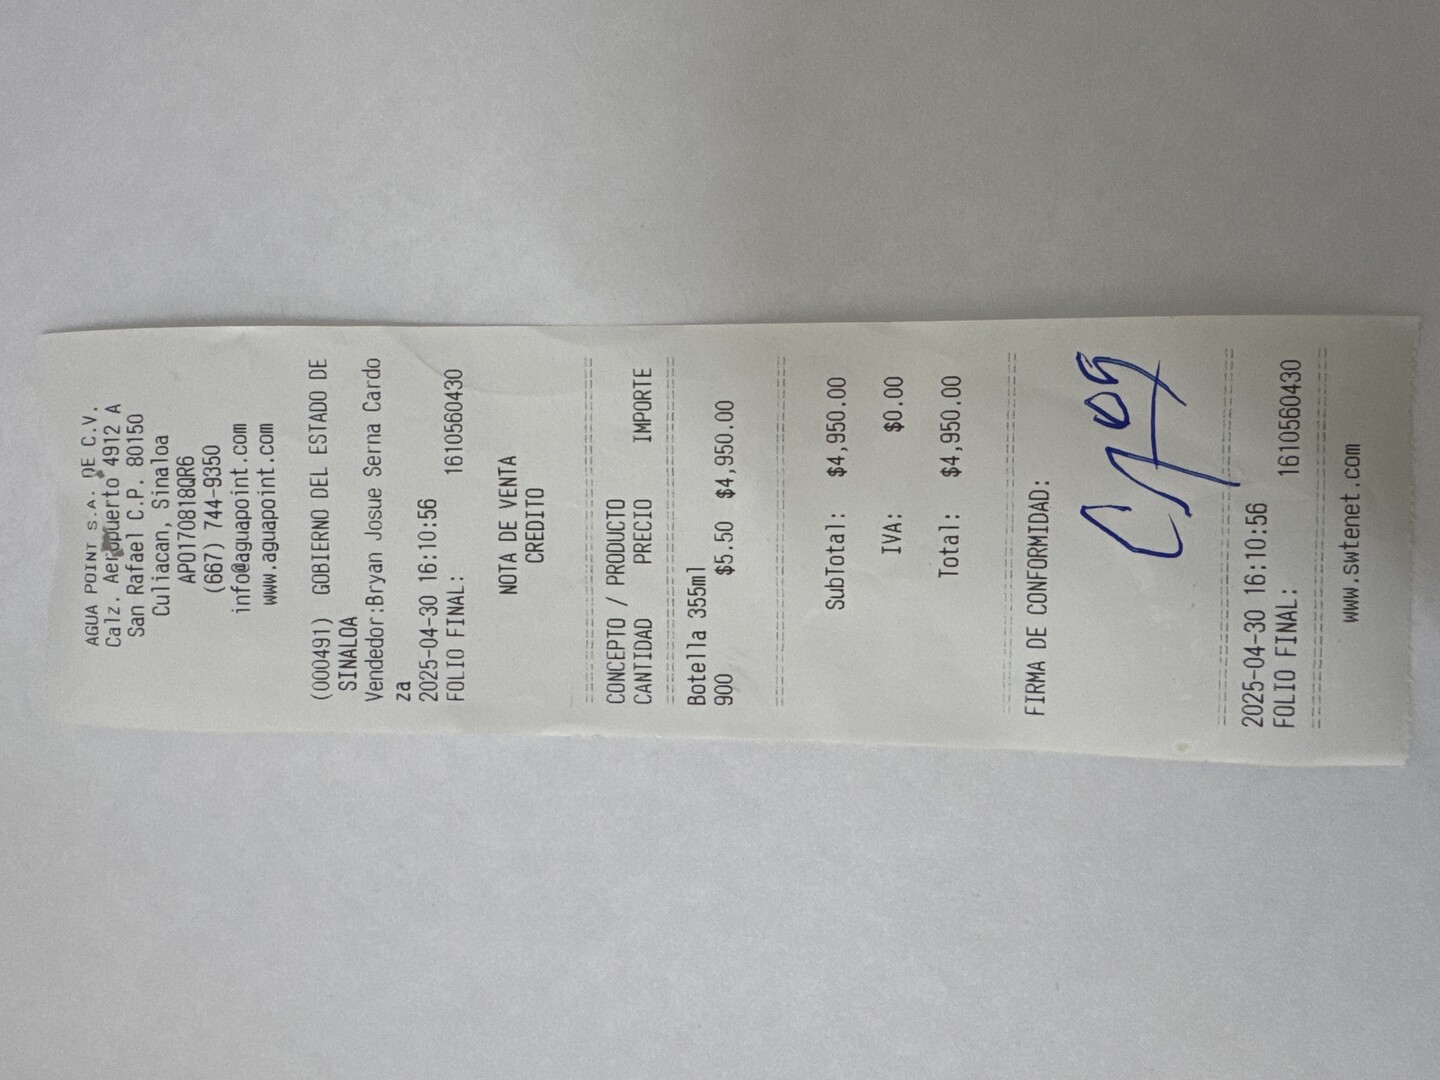 AGUA POINT S.A. DE C.V.
Calz. Aeropuerto 4912 A
San Rafael C.P. 80150
Culiacan, Sinaloa
APO170818QR6
(667) 744-9350
info@aguapoint.com
www.aguapoint.com
(000491) GOBIERNO DEL ESTADO DE
SINALOA
Vendedor:Bryan Josue Serna Cardo
za
2025-04-30 16:10:56
FOLIO FINAL: 1610560430
NOTA DE VENTA
CREDITO
CONCEPTO / PRODUCTO
CANTIDAD PRECIO IMPORTE
Botella 355ml
900 $5.50 $4,950.00
SubTotal: $4,950.00
IVA: $0.00
Total: $4,950.00
FIRMA DE CONFORMIDAD:
2025-04-30 16:10:56
FOLIO FINAL: 1610560430
www.swtenet.com